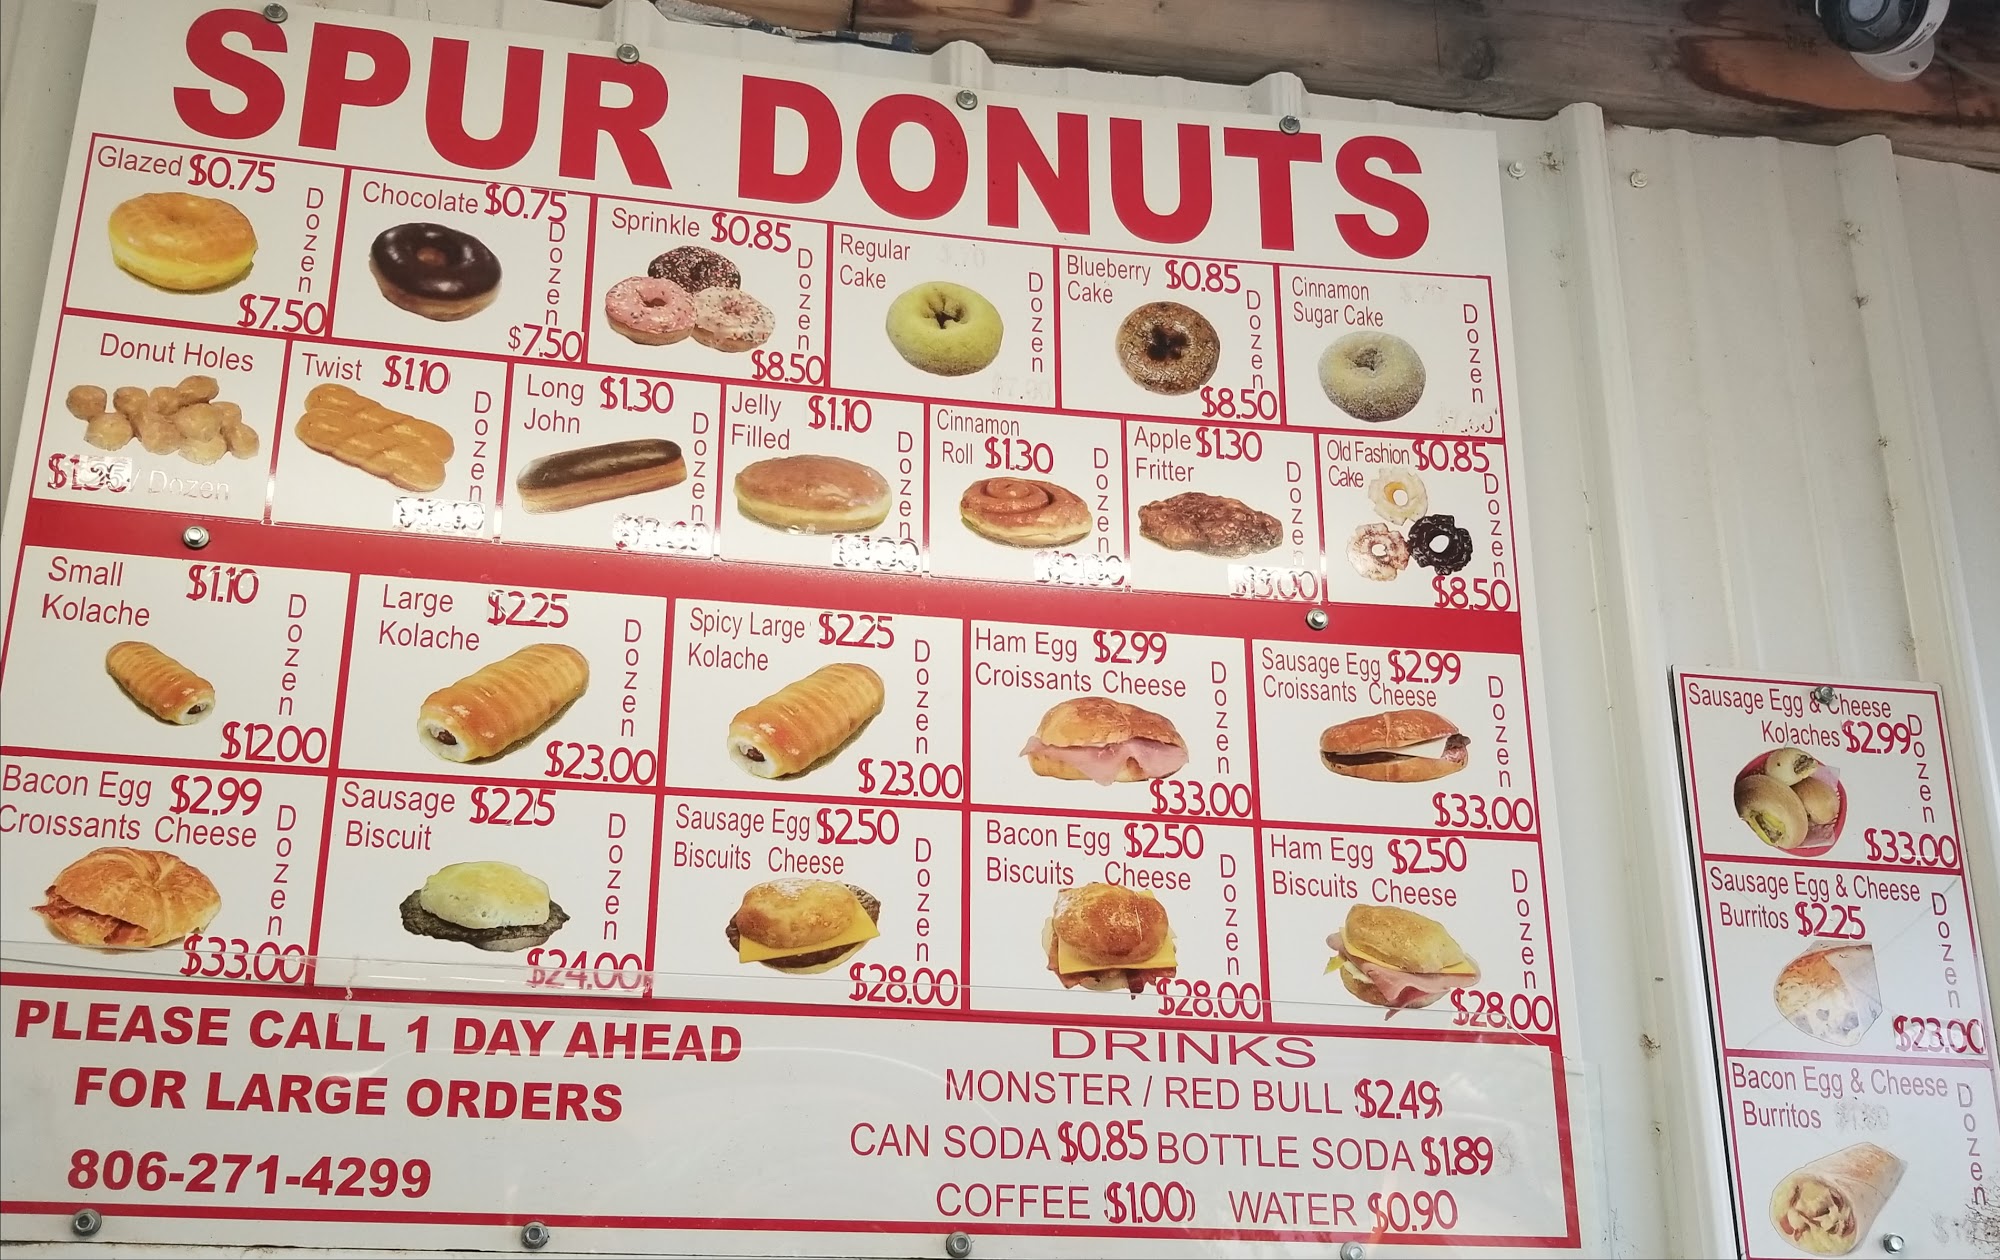 SPUR DONUTS
Glazed $0.75
Dozen
$7.50
Chocolate $0.75
Dozen
$7.50
Sprinkle $0.85
Dozen
$8.50
Regular
Cake
Dozen
Blueberry $0.85
Cake
Dozen
$8.50
Cinnamon
Sugar Cake
Dozen
Donut Holes
/ Dozen
Twist $1.10
Dozen
Long $1.30
John
Dozen
Jelly $1.10
Filled
Dozen
Cinnamon
Roll $1.30
Dozen
Apple $1.30
Fritter
Dozen
Old Fashion $0.85
Cake
Dozen
$8.50
Small $1.10
Kolache
Dozen
$12.00
Large $2.25
Kolache
Dozen
$23.00
Spicy Large $2.25
Kolache
Dozen
$23.00
Ham Egg $2.99
Croissants Cheese
Dozen
$33.00
Sausage Egg $2.99
Croissants Cheese
Dozen
$33.00
Bacon Egg $2.99
Croissants Cheese
Dozen
$33.00
Sausage $2.25
Biscuit
Dozen
$24.00
Sausage Egg $2.50
Biscuits Cheese
Dozen
$28.00
Bacon Egg $2.50
Biscuits Cheese
Dozen
$28.00
Ham Egg $2.50
Biscuits Cheese
Dozen
$28.00
PLEASE CALL 1 DAY AHEAD
FOR LARGE ORDERS
806-271-4299
DRINKS
MONSTER / RED BULL $2.49
CAN SODA $0.85 BOTTLE SODA $1.89
COFFEE $1.00 WATER $0.90
Sausage Egg & Cheese
Kolaches $2.99
Dozen
$33.00
Sausage Egg & Cheese
Burritos $2.25
Dozen
$23.00
Bacon Egg & Cheese
Burritos
Dozen